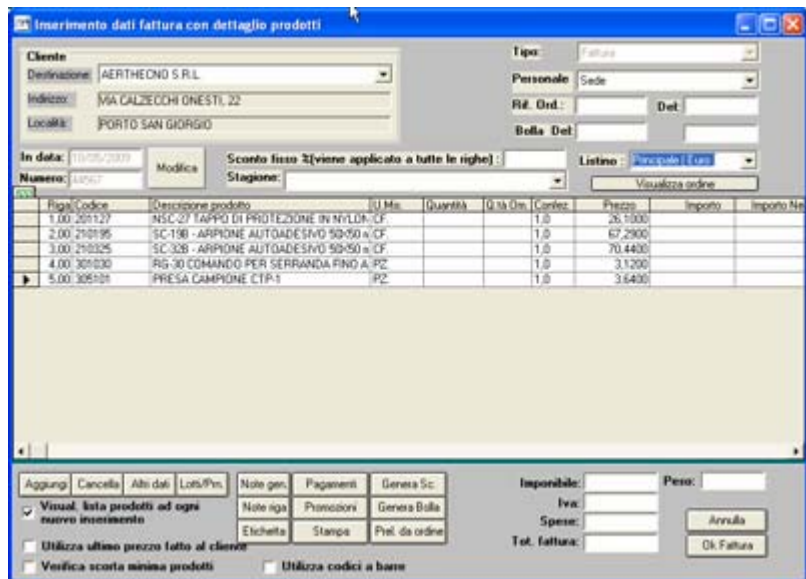 Inserimento dati fattura con dettaglio prodotti
Cliente
Destinazione: AERTHECNO S.R.L.
Indirizzo: VIA CALZECCHI ONESTI, 22
Località: PORTO SAN GIORGIO
Tipo: Fattura
Personale Sede
Rif. Ord.: Del:
Bolla Del:
In data: 10/05/2009
Numero: 44567
Modifica
Sconto fisso %(viene applicato a tutte le righe) :
Stagione:
Listino : Principale | Euro
Visualizza ordine
Riga Codice Descrizione prodotto U.Mis. Quantità Q.tà Om. Confez. Prezzo Importo Importo Ne
1,00 201127 NSC-27 TAPPO DI PROTEZIONE IN NYLON CF. 1,0 26,1000
2,00 210195 SC-19B - ARPIONE AUTOADESIVO 50x50 m CF. 1,0 67,2900
3,00 210325 SC-32B - ARPIONE AUTOADESIVO 50x50 m CF. 1,0 70,4400
4,00 301030 RG-30 COMANDO PER SERRANDA FINO A PZ. 1,0 3,1200
5,00 305101 PRESA CAMPIONE CTP-1 PZ. 1,0 3,6400
Aggiungi Cancella Altri dati Lotti/Pm.
Note gen. Pagamenti Genera Sc.
Note riga Promozioni Genera Bolla
Etichetta Stampa Prel. da ordine
Visual. lista prodotti ad ogni
nuovo inserimento
Utilizza ultimo prezzo fatto al cliente
Verifica scorta minima prodotti
Utilizza codici a barre
Imponibile:
Iva:
Spese:
Tot. fattura:
Peso:
Annulla
Ok Fattura